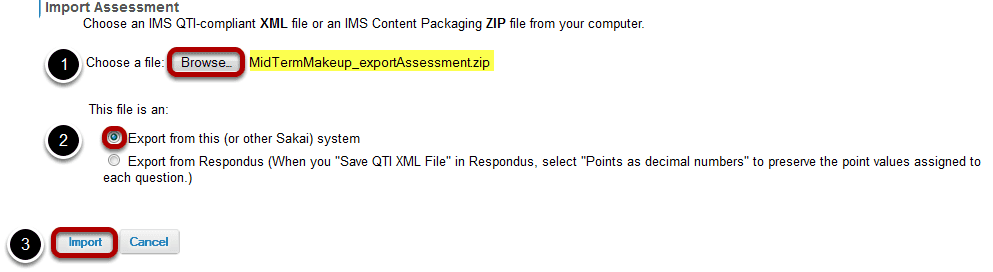 Import Assessment
Choose an IMS QTI-compliant XML file or an IMS Content Packaging ZIP file from your computer.
1 Choose a file: Browse... MidTermMakeup_exportAssessment.zip
This file is an:
2 Export from this (or other Sakai) system
Export from Respondus (When you "Save QTI XML File" in Respondus, select "Points as decimal numbers" to preserve the point values assigned to
each question.)
3 Import Cancel